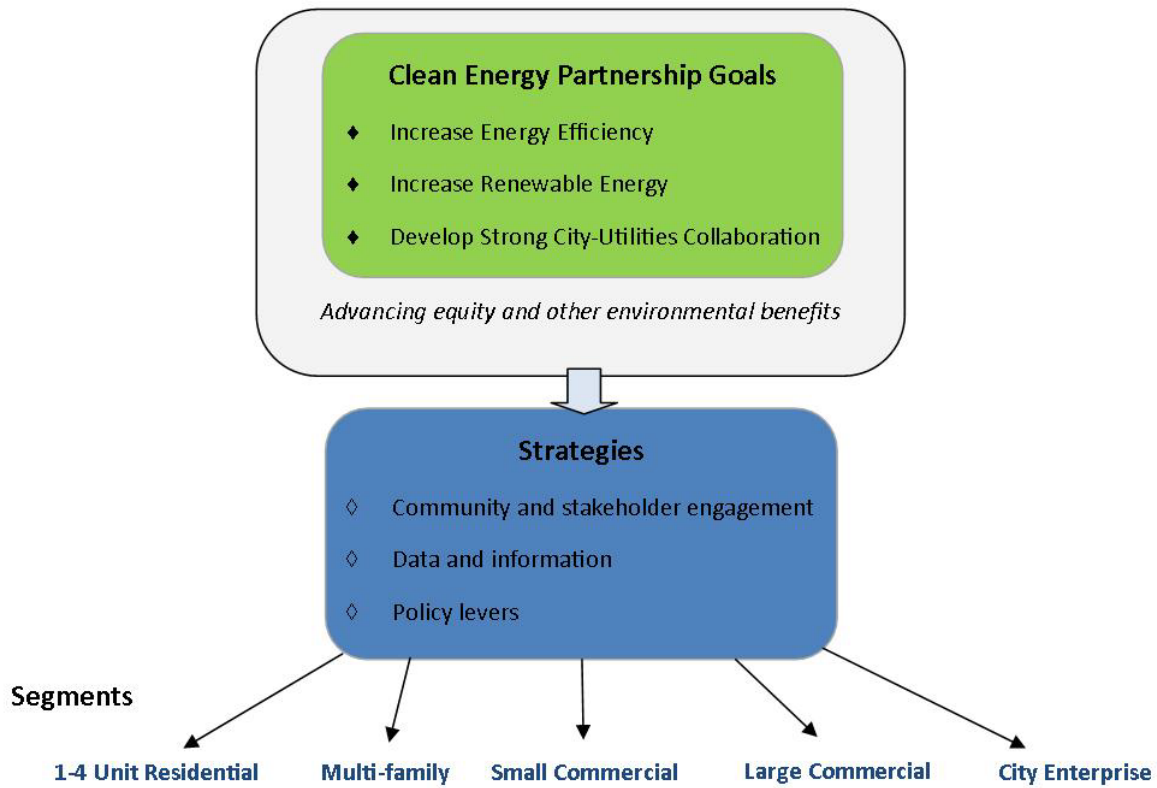 Clean Energy Partnership Goals
♦ Increase Energy Efficiency
♦ Increase Renewable Energy
♦ Develop Strong City-Utilities Collaboration
Advancing equity and other environmental benefits
Strategies
◊ Community and stakeholder engagement
◊ Data and information
◊ Policy levers
Segments
1-4 Unit Residential
Multi-family
Small Commercial
Large Commercial
City Enterprise